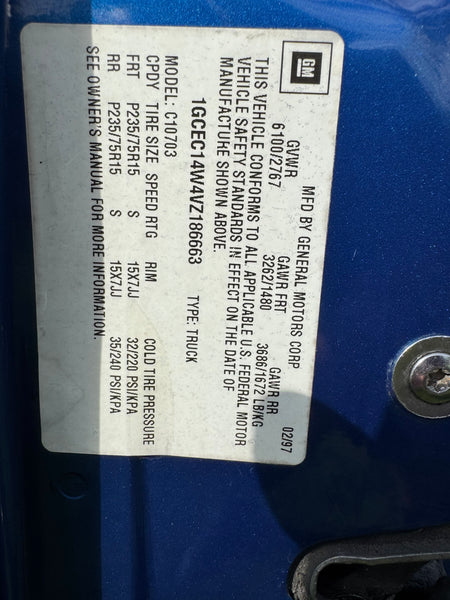 GM
MFD BY GENERAL MOTORS CORP 02/97
GVWR GAWR FRT GAWR RR
6100/2767 3262/1480 3686/1672 LB/KG
THIS VEHICLE CONFORMS TO ALL APPLICABLE U.S. FEDERAL MOTOR
VEHICLE SAFETY STANDARDS IN EFFECT ON THE DATE OF
MANUFACTURE SHOWN ABOVE.
1GCEC14W4VZ186663 TYPE: TRUCK
MODEL: C10703
CPDY TIRE SIZE SPEED RTG RIM COLD TIRE PRESSURE
FRT P235/75R15 S 15X7JJ 32/220 PSI/KPA
RR P235/75R15 S 15X7JJ 35/240 PSI/KPA
SEE OWNER'S MANUAL FOR MORE INFORMATION.